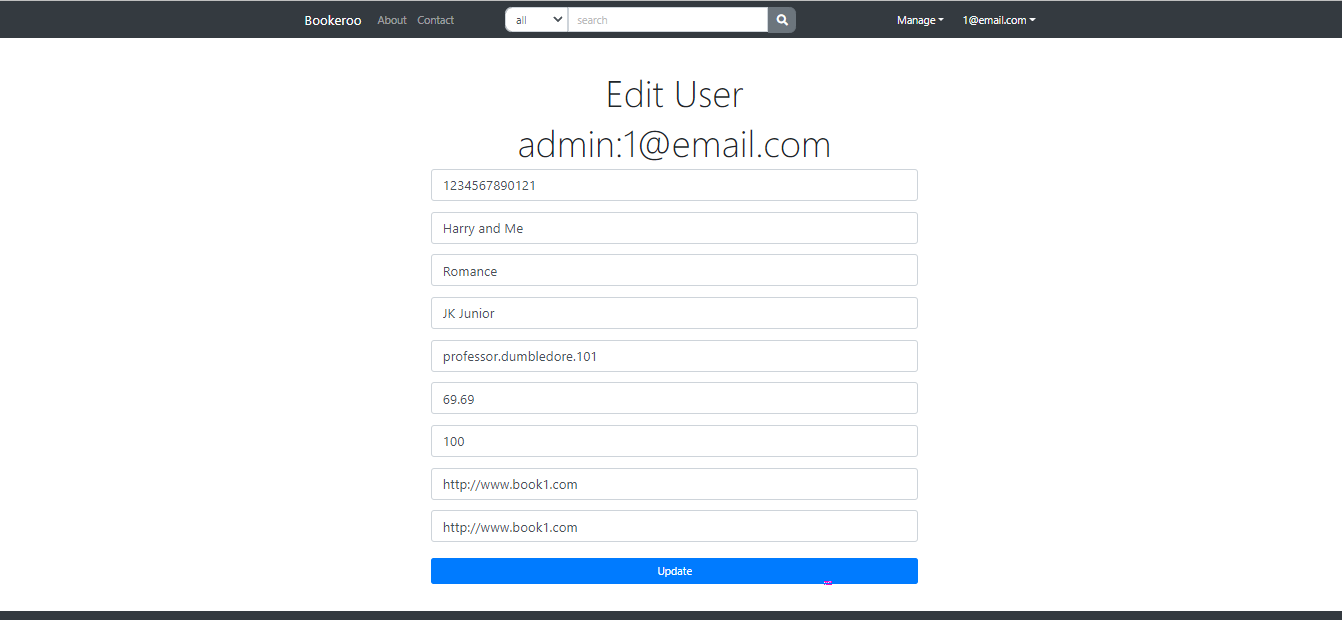 Bookeroo About Contact all search Manage 1@email.com
Edit User
admin:1@email.com
1234567890121
Harry and Me
Romance
JK Junior
professor.dumbledore.101
69.69
100
http://www.book1.com
http://www.book1.com
Update